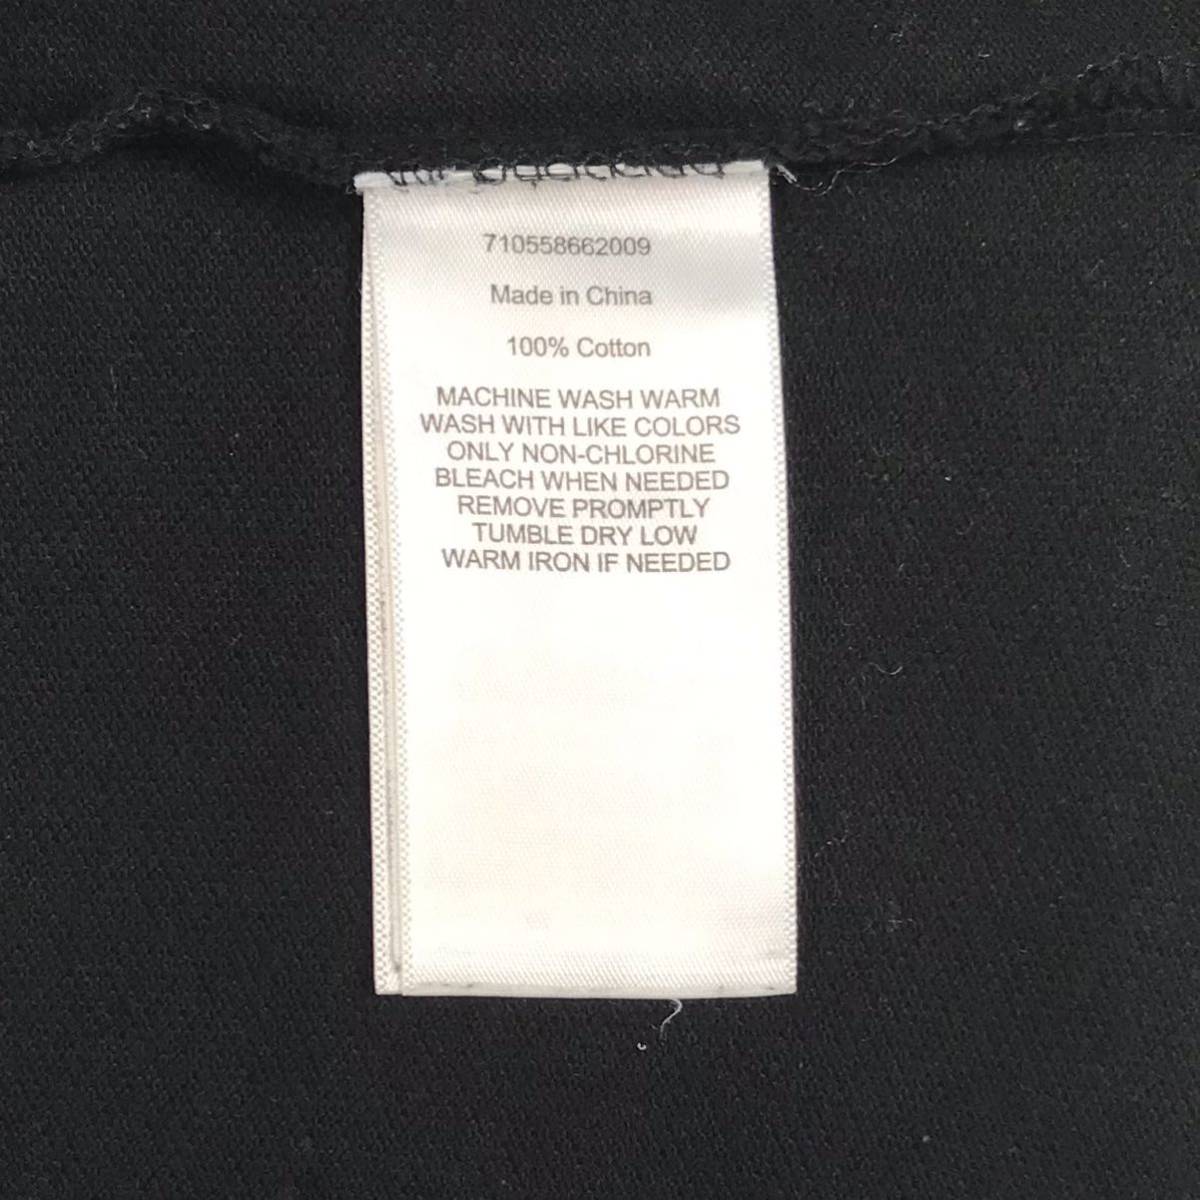 710558662009
Made in China
100% Cotton
MACHINE WASH WARM
WASH WITH LIKE COLORS
ONLY NON-CHLORINE
BLEACH WHEN NEEDED
REMOVE PROMPTLY
TUMBLE DRY LOW
WARM IRON IF NEEDED